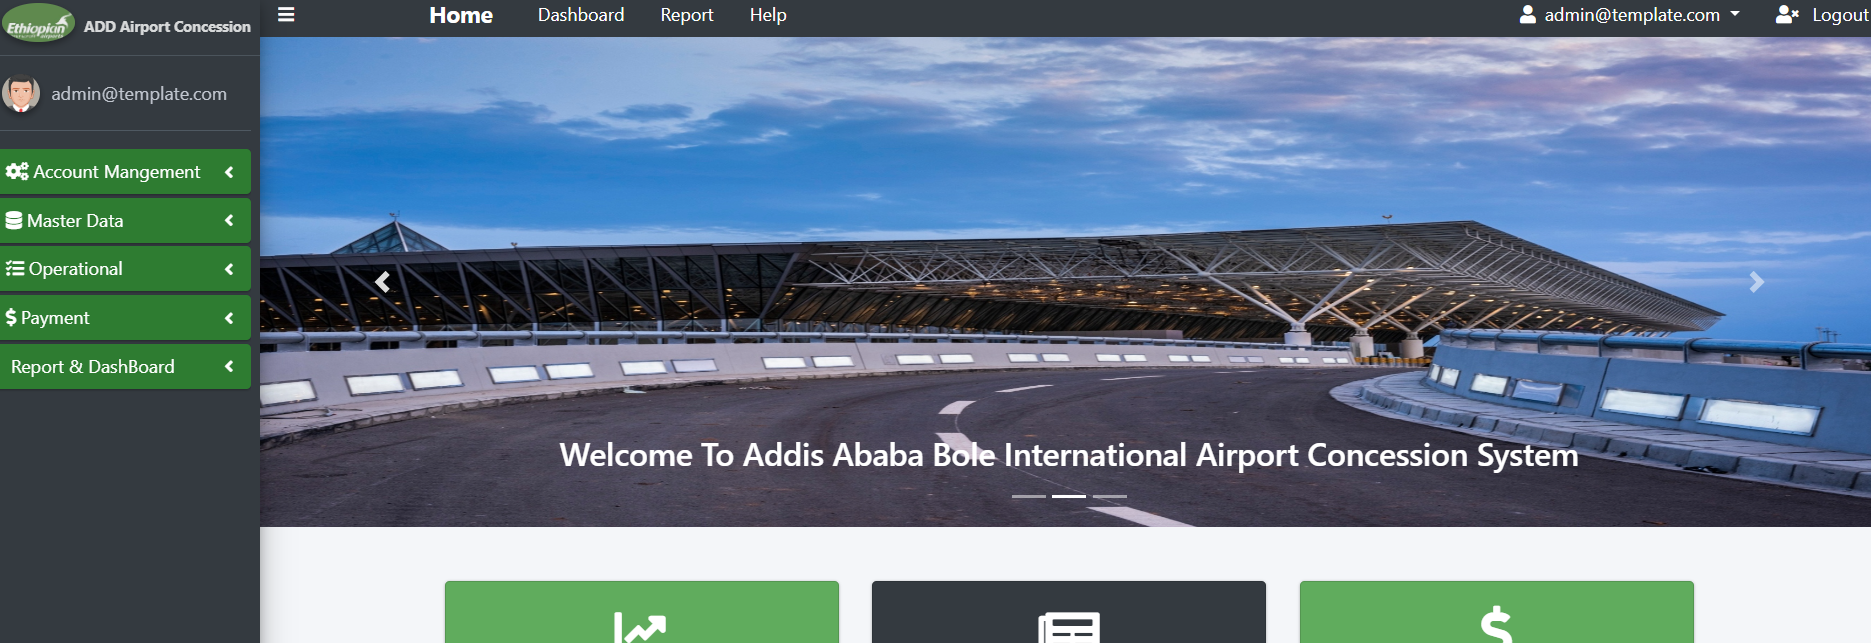 Ethiopian
ADD Airport Concession
Home
Dashboard
Report
Help
admin@template.com
Logout
admin@template.com
Account Mangement
Master Data
Operational
Payment
Report & DashBoard
Welcome To Addis Ababa Bole International Airport Concession System